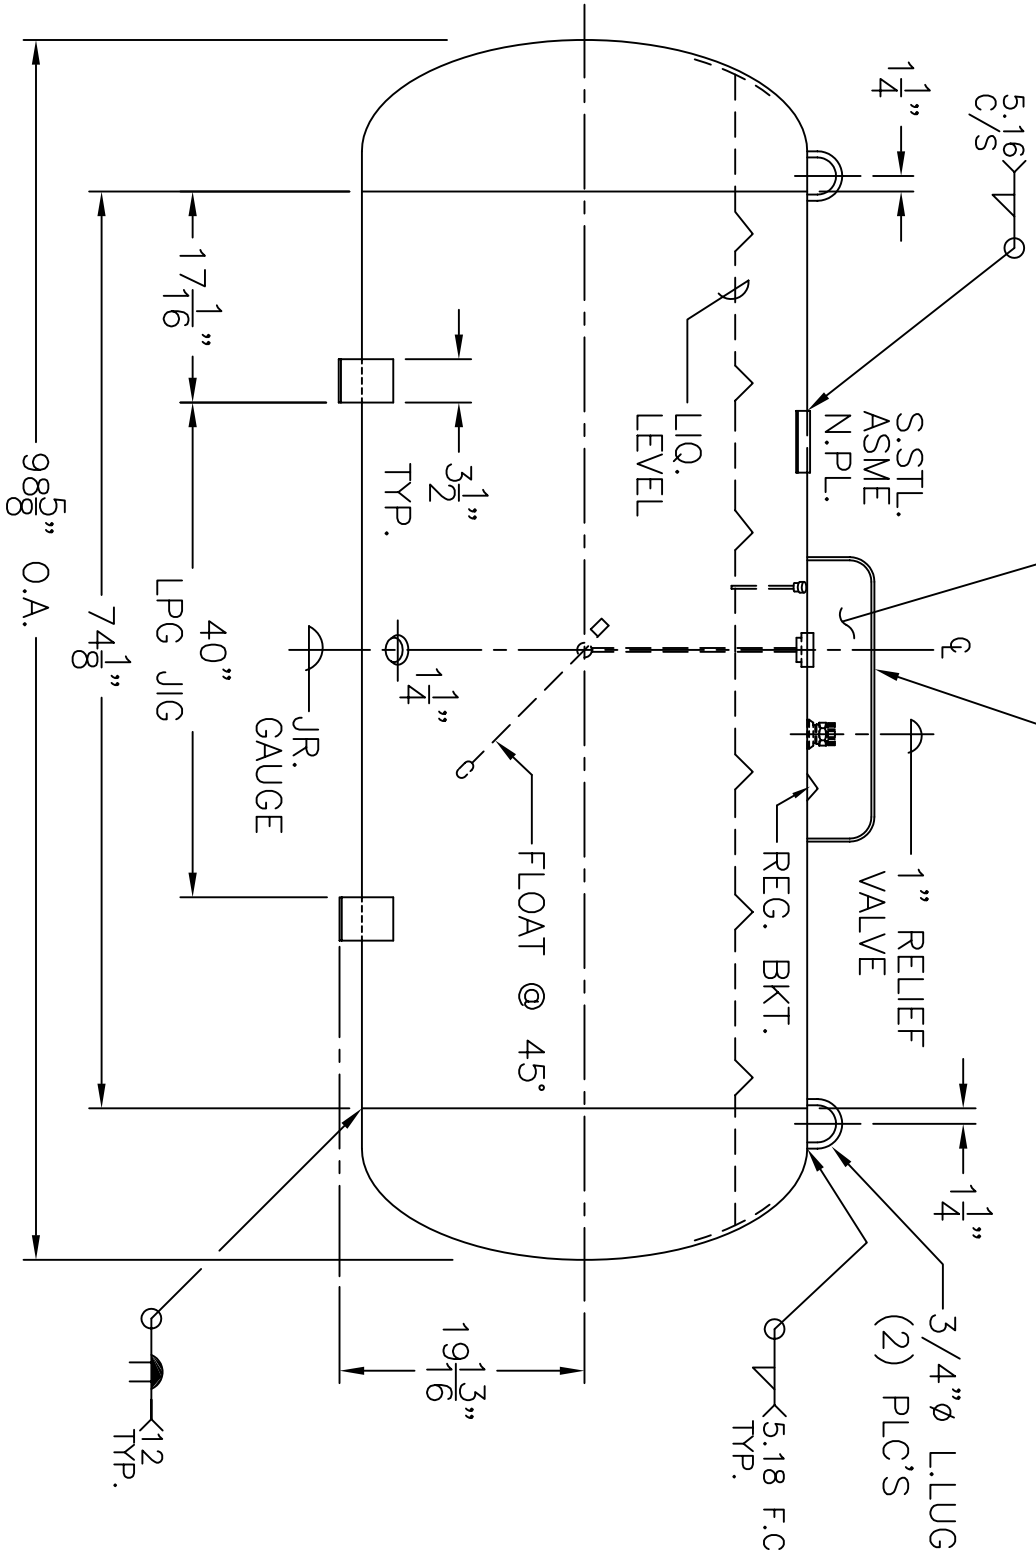 5.16
C/S
1 1/4"
S.STL.
ASME
N.PL.
℄
1" RELIEF
VALVE
1 1/4"
3/4"ø L.LUG
(2) PLC'S
LIQ.
LEVEL
REG. BKT.
5.18 F.C
TYP.
FLOAT @ 45°
3 1/2"
TYP.
1 1/4"
JR.
GAUGE
17 1/16"
40"
LPG JIG
19 13/16"
74 1/8"
12
TYP.
98 5/8" O.A.